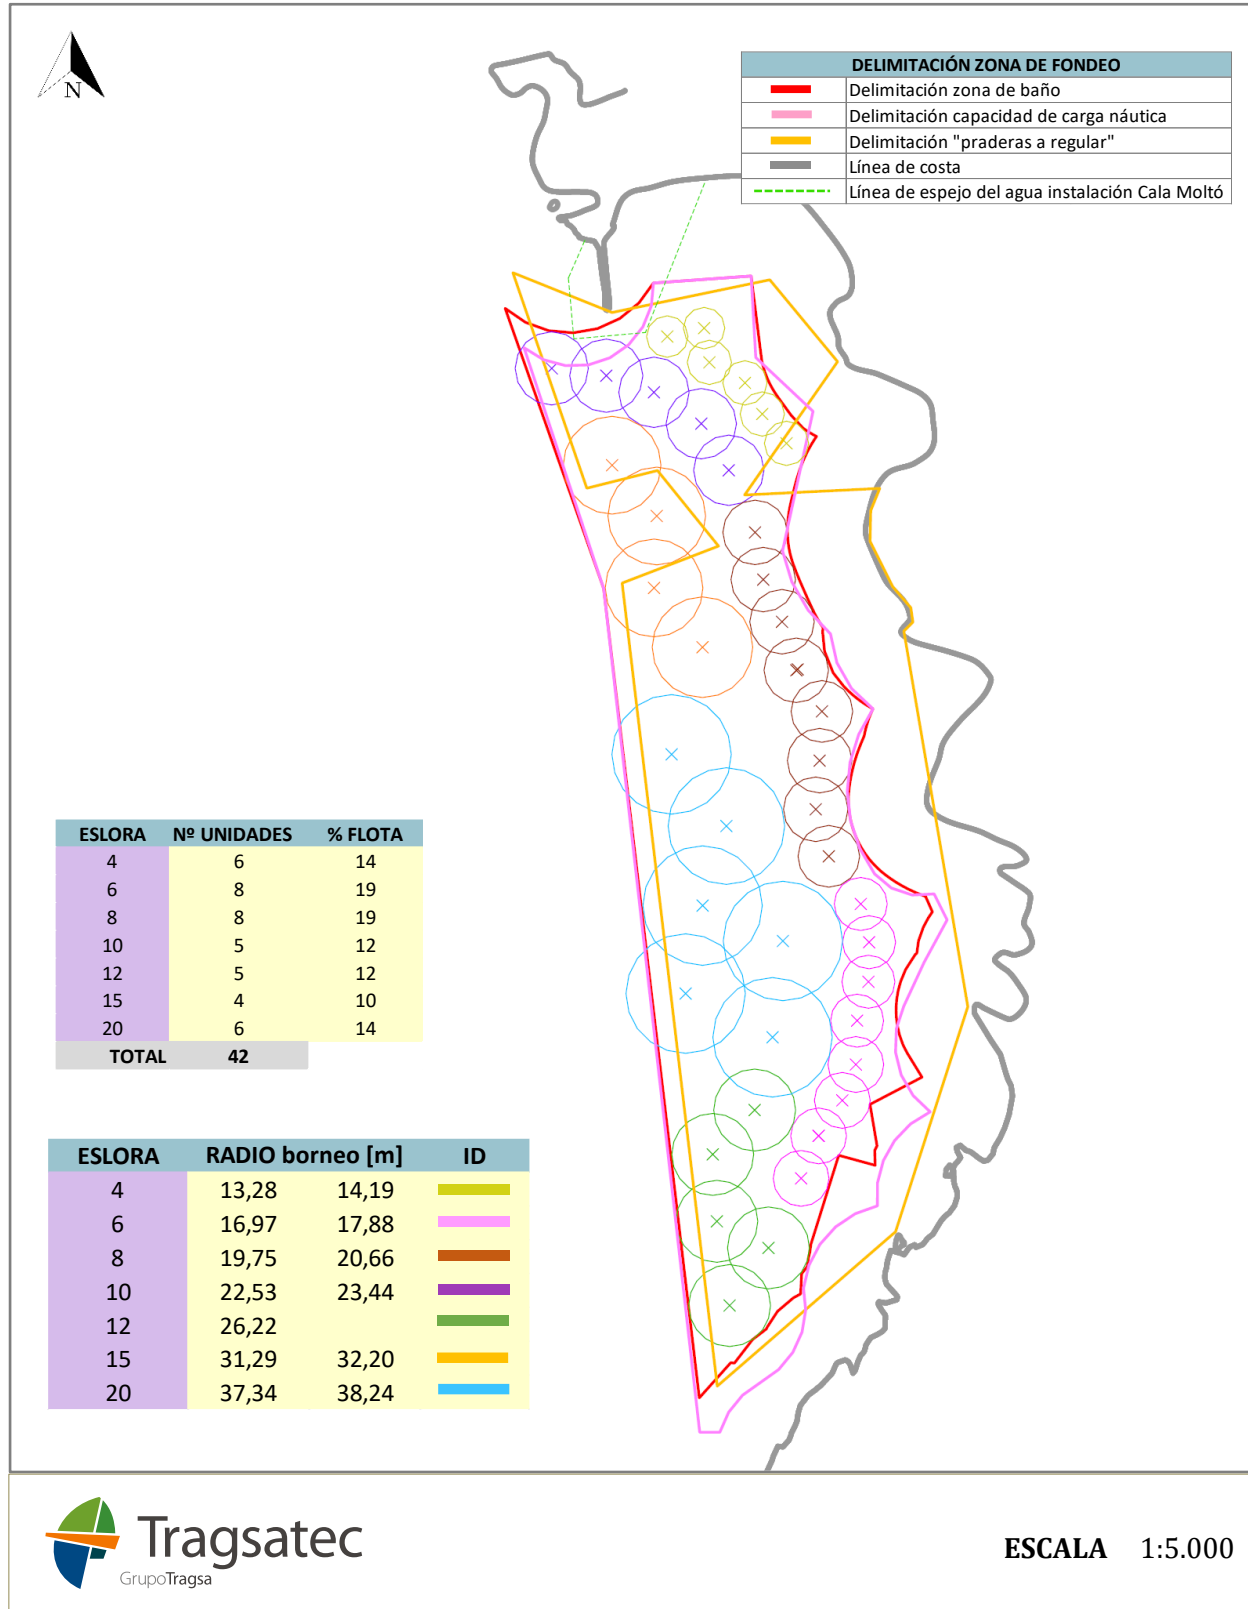 N
DELIMITACIÓN ZONA DE FONDEO
Delimitación zona de baño
Delimitación capacidad de carga náutica
Delimitación "praderas a regular"
Línea de costa
Línea de espejo del agua instalación Cala Moltó
ESLORA Nº UNIDADES % FLOTA
4 6 14
6 8 19
8 8 19
10 5 12
12 5 12
15 4 10
20 6 14
TOTAL 42
ESLORA RADIO borneo [m] ID
4 13,28 14,19
6 16,97 17,88
8 19,75 20,66
10 22,53 23,44
12 26,22
15 31,29 32,20
20 37,34 38,24
Tragsatec
GrupoTragsa
ESCALA 1:5.000